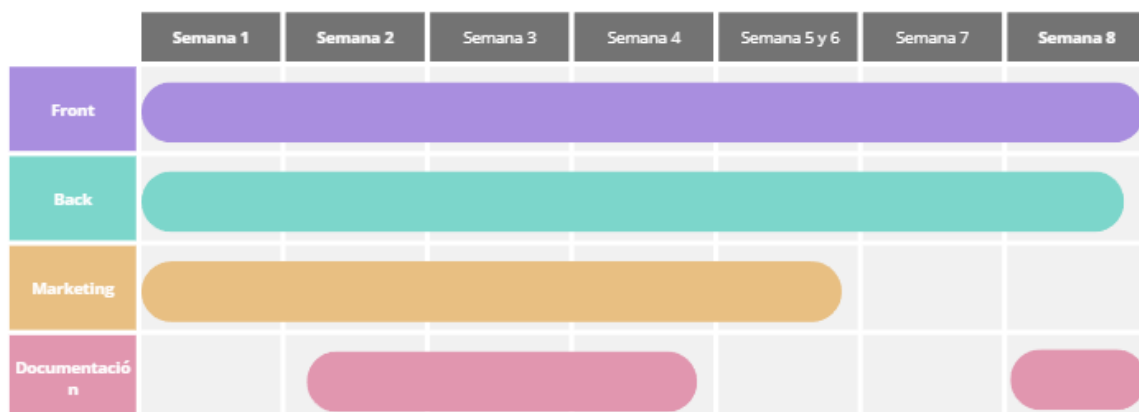 Semana 1 Semana 2 Semana 3 Semana 4 Semana 5 y 6 Semana 7 Semana 8
Front
Back
Marketing
Documentació
n